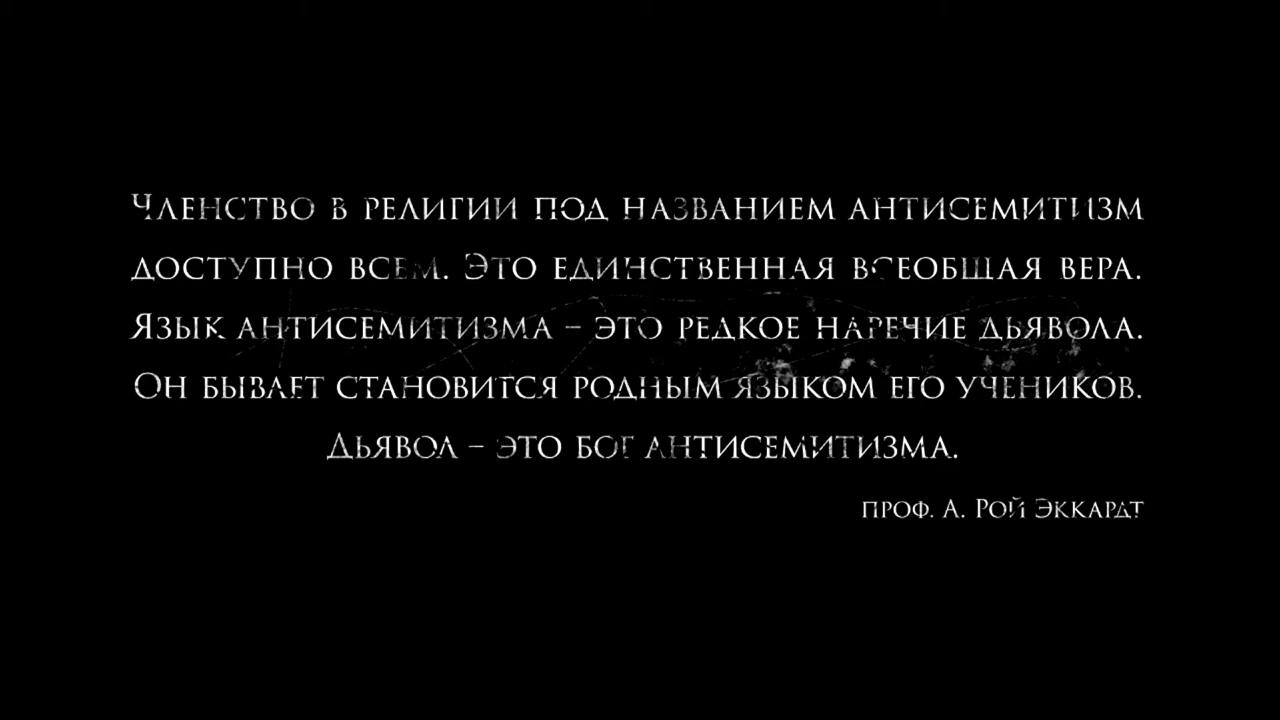 Членство в религии под названием антисемитизм
доступно всем. Это единственная всеобщая вера.
Язык антисемитизма – это редкое наречие дьявола.
Он бывает становится родным языком его учеников.
Дьявол – это бог антисемитизма.
проф. А. Рой Эккардт